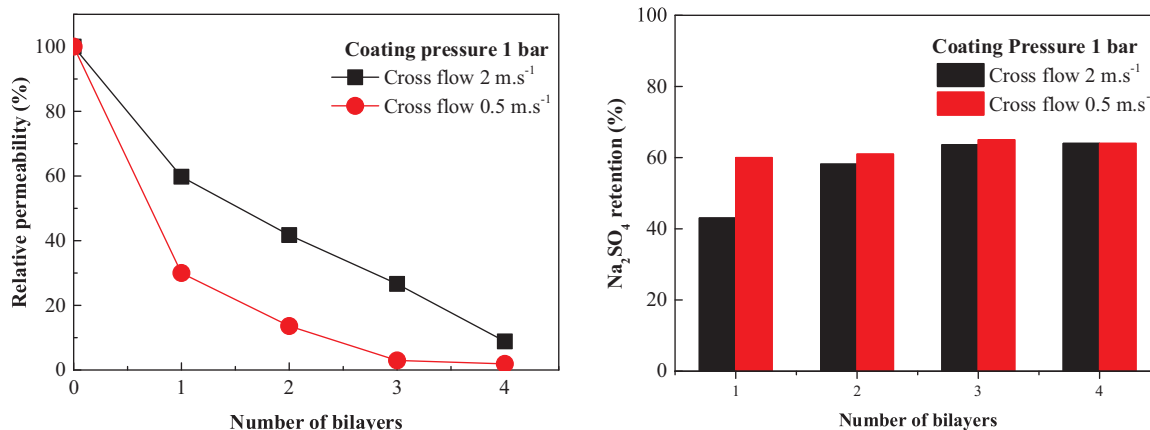 Coating pressure 1 bar
Cross flow 2 m.s⁻¹
Cross flow 0.5 m.s⁻¹
Relative permeability (%)
100
80
60
40
20
0
0 1 2 3 4
Number of bilayers
Coating Pressure 1 bar
Cross flow 2 m.s⁻¹
Cross flow 0.5 m.s⁻
Na₂SO₄ retention (%)
100
80
60
40
20
0
1 2 3 4
Number of bilayers